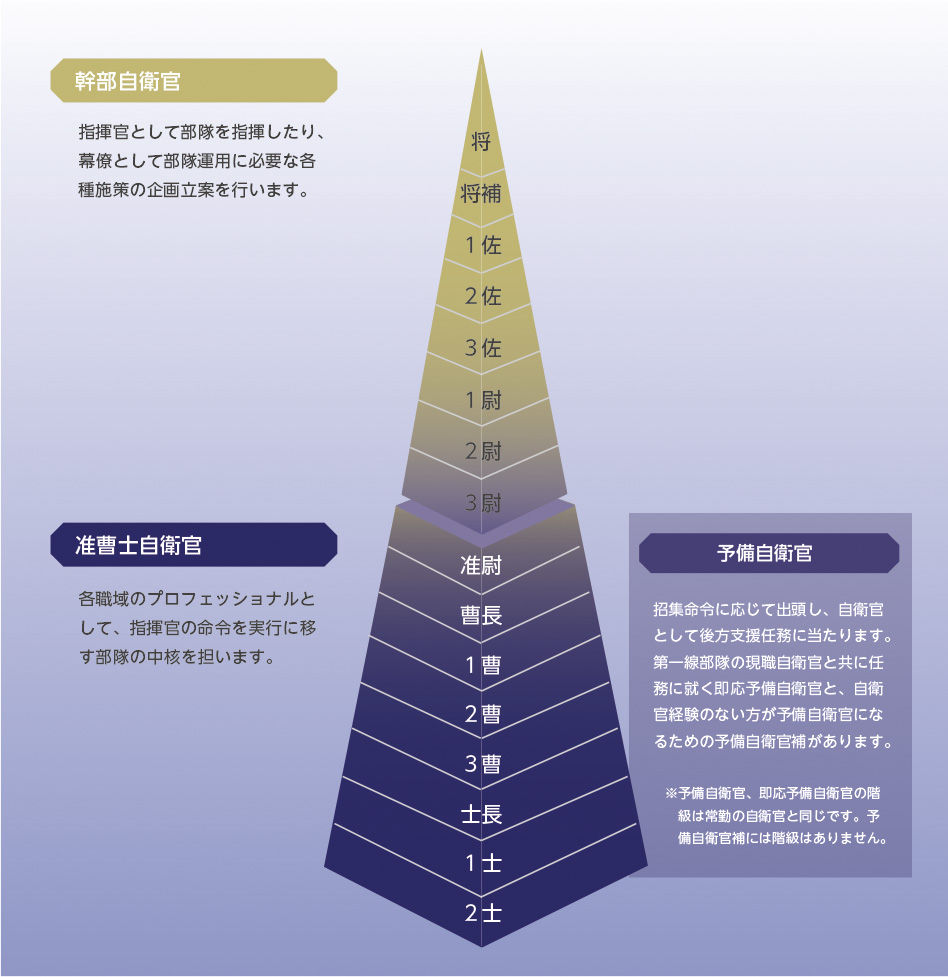 幹部自衛官
指揮官として部隊を指揮したり、
幕僚として部隊運用に必要な各
種施策の企画立案を行います。
将
将補
1佐
2佐
3佐
1尉
2尉
3尉
准曹士自衛官
各職域のプロフェッショナルと
して、指揮官の命令を実行に移
す部隊の中核を担います。
准尉
曹長
1曹
2曹
3曹
士長
1士
2士
予備自衛官
招集命令に応じて出頭し、自衛官
として後方支援任務に当たります。
第一線部隊の現職自衛官と共に任
務に就く即応予備自衛官と、自衛
官経験のない方が予備自衛官にな
るための予備自衛官補があります。
※予備自衛官、即応予備自衛官の階
級は常勤の自衛官と同じです。予
備自衛官補には階級はありません。